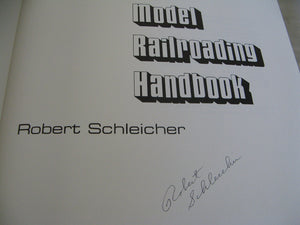 Model
Railroading
Handbook
Robert Schleicher
Robert
Schleicher